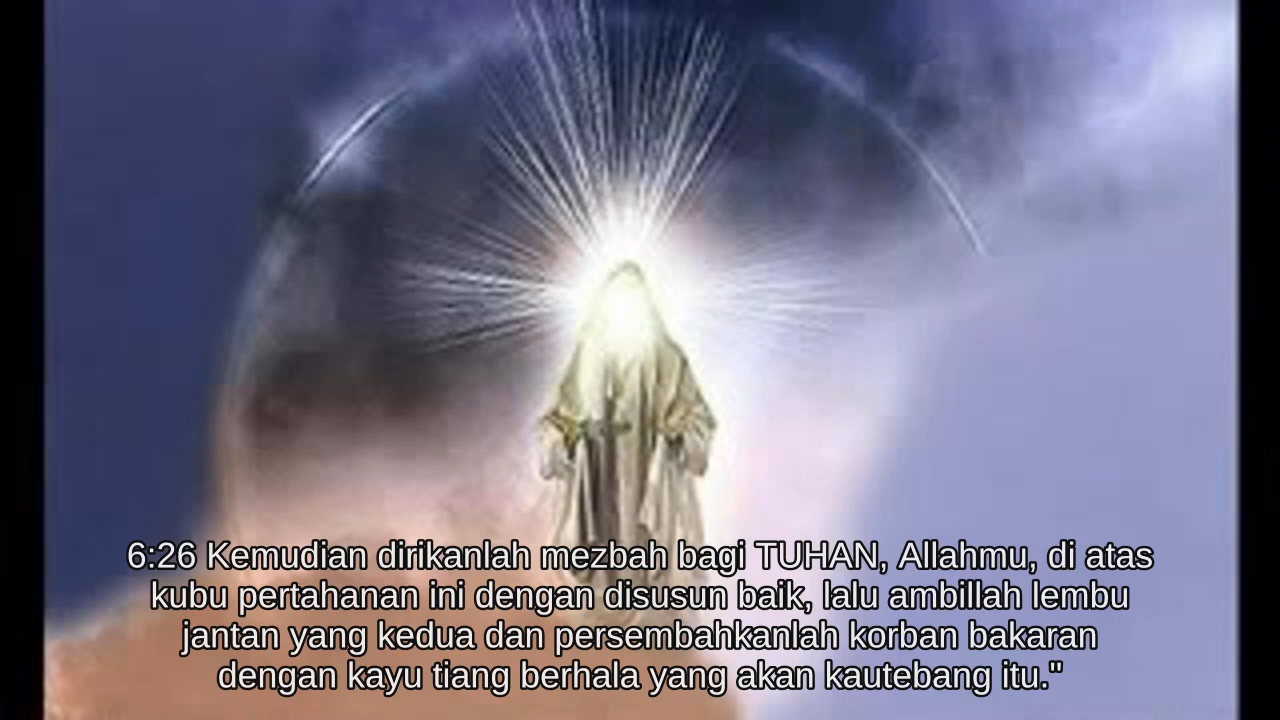 6:26 Kemudian dirikanlah mezbah bagi TUHAN, Allahmu, di atas
kubu pertahanan ini dengan disusun baik, lalu ambillah lembu
jantan yang kedua dan persembahkanlah korban bakaran
dengan kayu tiang berhala yang akan kautebang itu."